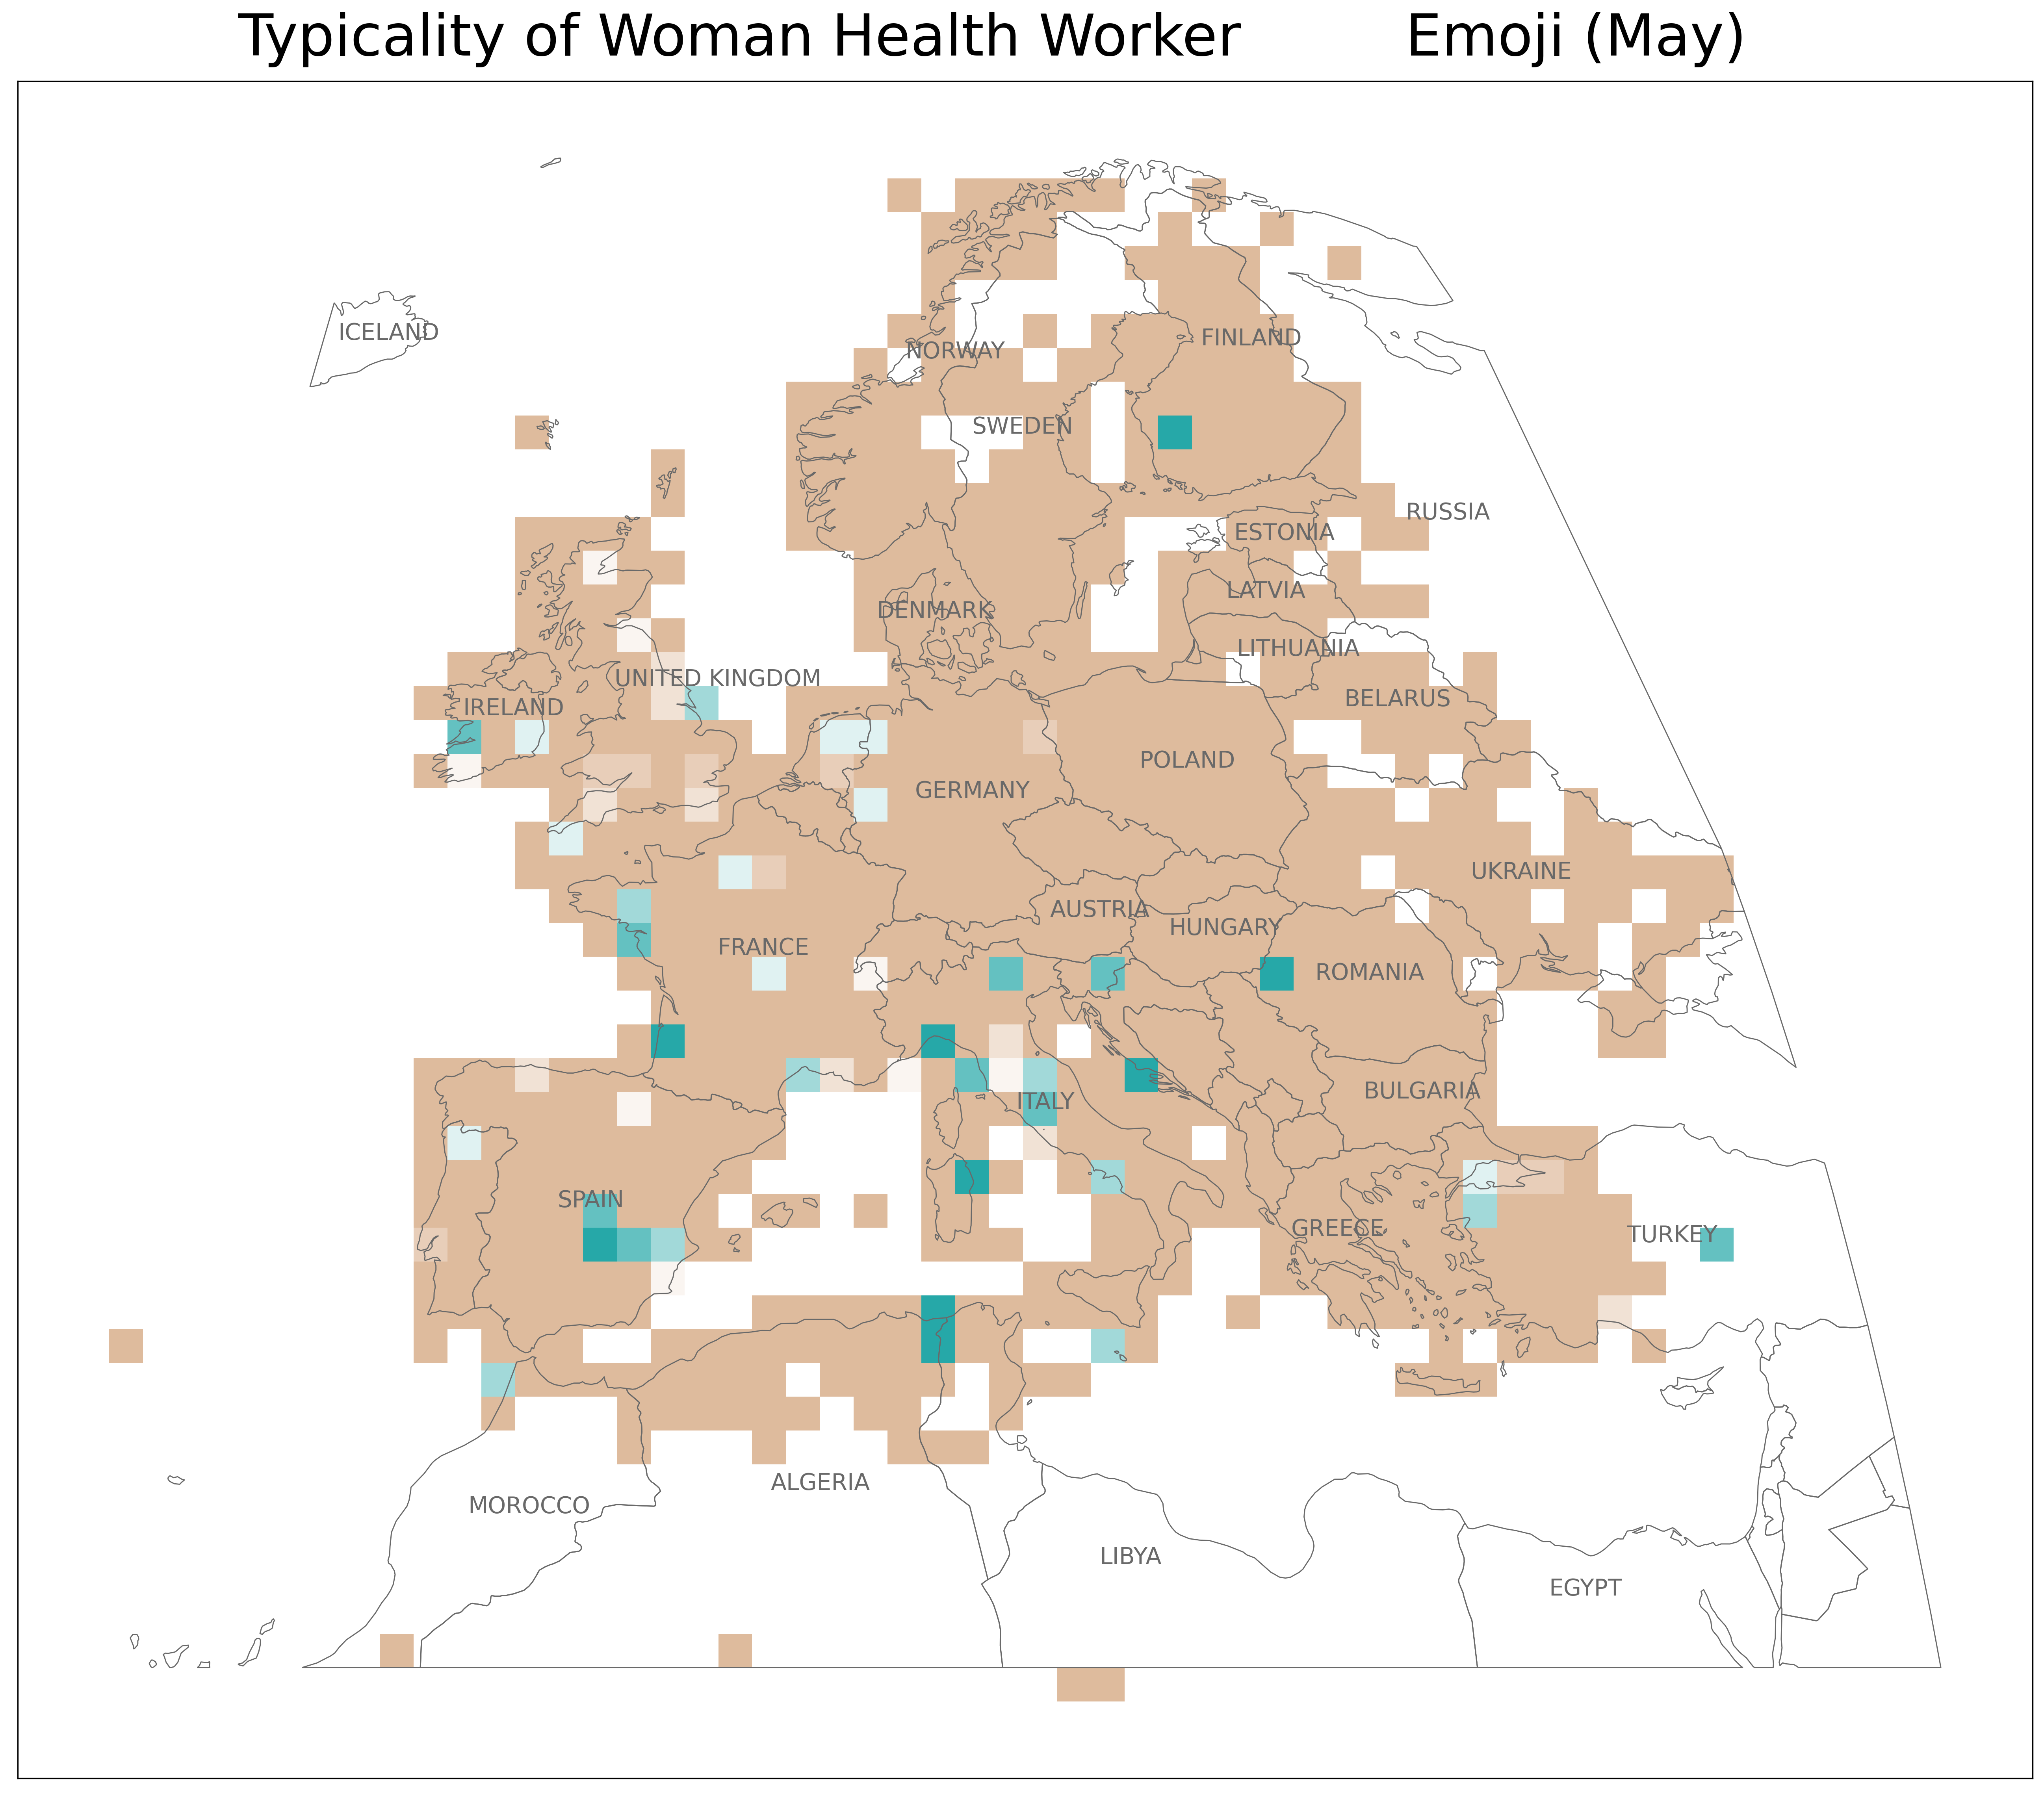 Typicality of Woman Health Worker Emoji (May)
ICELAND
NORWAY
FINLAND
SWEDEN
RUSSIA
ESTONIA
LATVIA
DENMARK
LITHUANIA
UNITED KINGDOM
BELARUS
IRELAND
POLAND
GERMANY
UKRAINE
AUSTRIA
HUNGARY
FRANCE
ROMANIA
BULGARIA
ITALY
SPAIN
GREECE
TURKEY
ALGERIA
MOROCCO
LIBYA
EGYPT